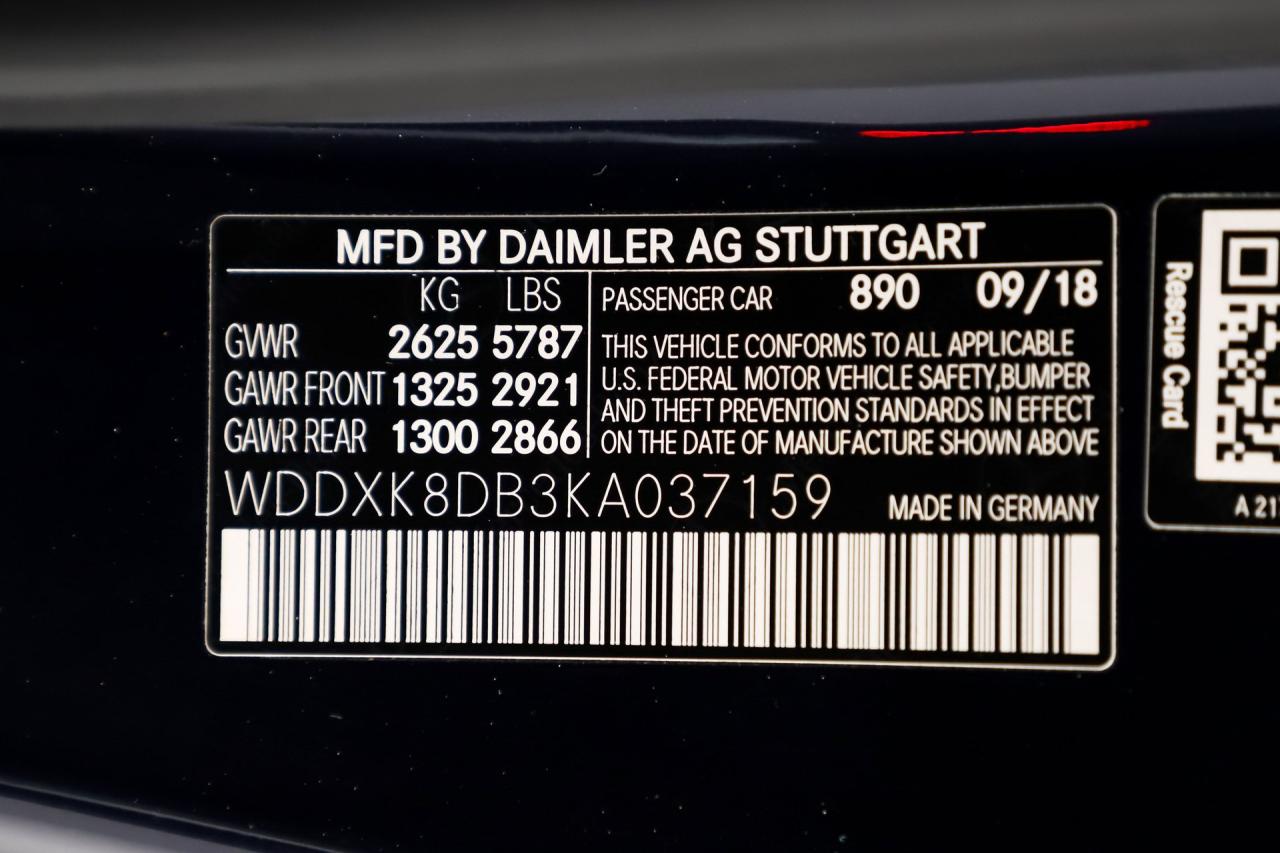 MFD BY DAIMLER AG STUTTGART
KG LBS
GVWR 2625 5787
GAWR FRONT 1325 2921
GAWR REAR 1300 2866
PASSENGER CAR 890 09/18
THIS VEHICLE CONFORMS TO ALL APPLICABLE
U.S. FEDERAL MOTOR VEHICLE SAFETY,BUMPER
AND THEFT PREVENTION STANDARDS IN EFFECT
ON THE DATE OF MANUFACTURE SHOWN ABOVE
WDDXK8DB3KA037159
MADE IN GERMANY
Rescue Card
A 21